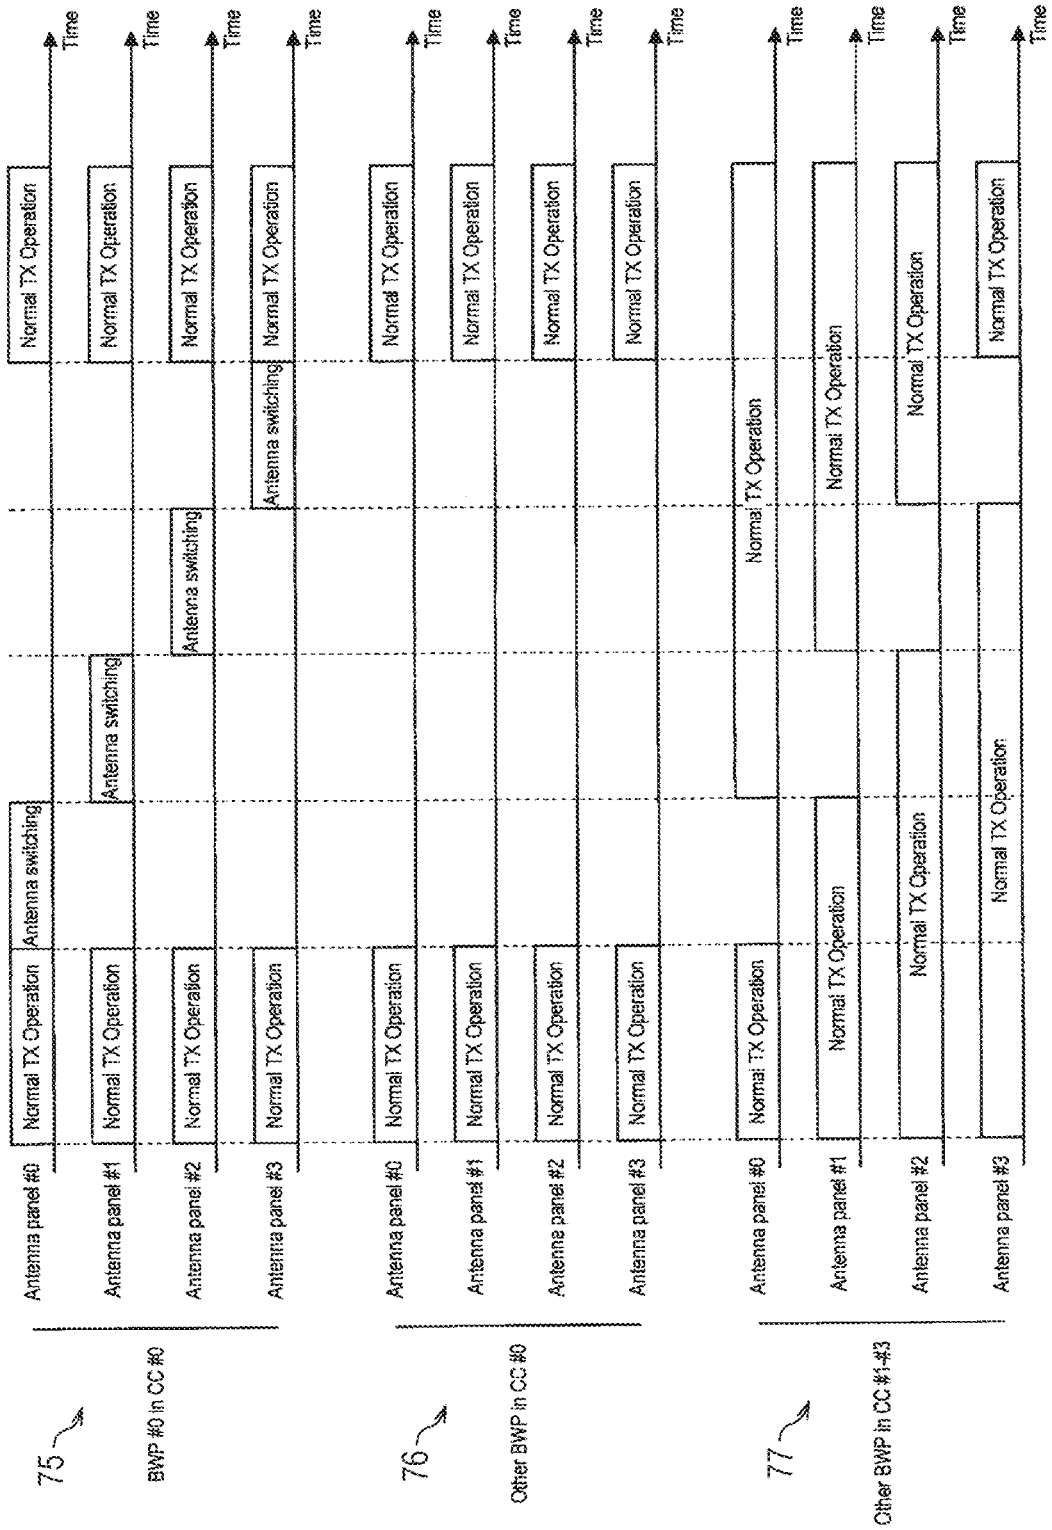 75
BWP #0 in CC #0
Antenna panel #0
Normal TX Operation
Antenna switching
Normal TX Operation
Time
Antenna panel #1
Normal TX Operation
Antenna switching
Normal TX Operation
Time
Antenna panel #2
Normal TX Operation
Antenna switching
Normal TX Operation
Time
Antenna panel #3
Normal TX Operation
Antenna switching
Normal TX Operation
Time
76
Other BWP in CC #0
Antenna panel #0
Normal TX Operation
Normal TX Operation
Time
Antenna panel #1
Normal TX Operation
Normal TX Operation
Time
Antenna panel #2
Normal TX Operation
Normal TX Operation
Time
Antenna panel #3
Normal TX Operation
Normal TX Operation
Time
77
Other BWP in CC #1-#3
Antenna panel #0
Normal TX Operation
Normal TX Operation
Time
Antenna panel #1
Normal TX Operation
Normal TX Operation
Time
Antenna panel #2
Normal TX Operation
Normal TX Operation
Time
Antenna panel #3
Normal TX Operation
Normal TX Operation
Time